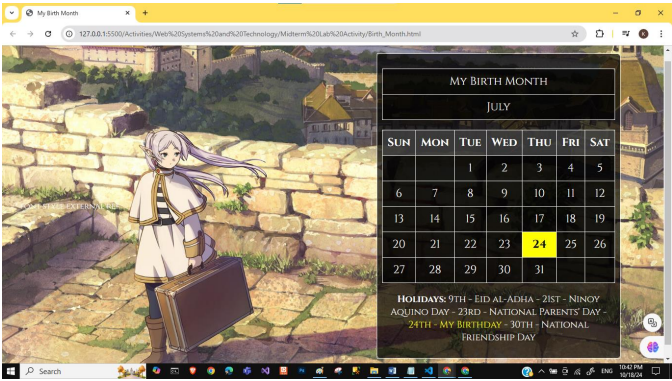 My Birth Month
127.0.0.1:5500/Activities/Web%20Systems%20and%20Technology/Midterm%20Lab%20Activity/Birth_Month.html
My Birth Month
July
Sun Mon Tue Wed Thu Fri Sat
1 2 3 4 5
6 7 8 9 10 11 12
13 14 15 16 17 18 19
20 21 22 23 24 25 26
27 28 29 30 31
Holidays: 9th - Eid al-Adha - 21st - Ninoy
Aquino Day - 23rd - National Parents' Day -
24th - My Birthday - 30th - National
Friendship Day
Search
ENG
10:42 PM
10/18/24